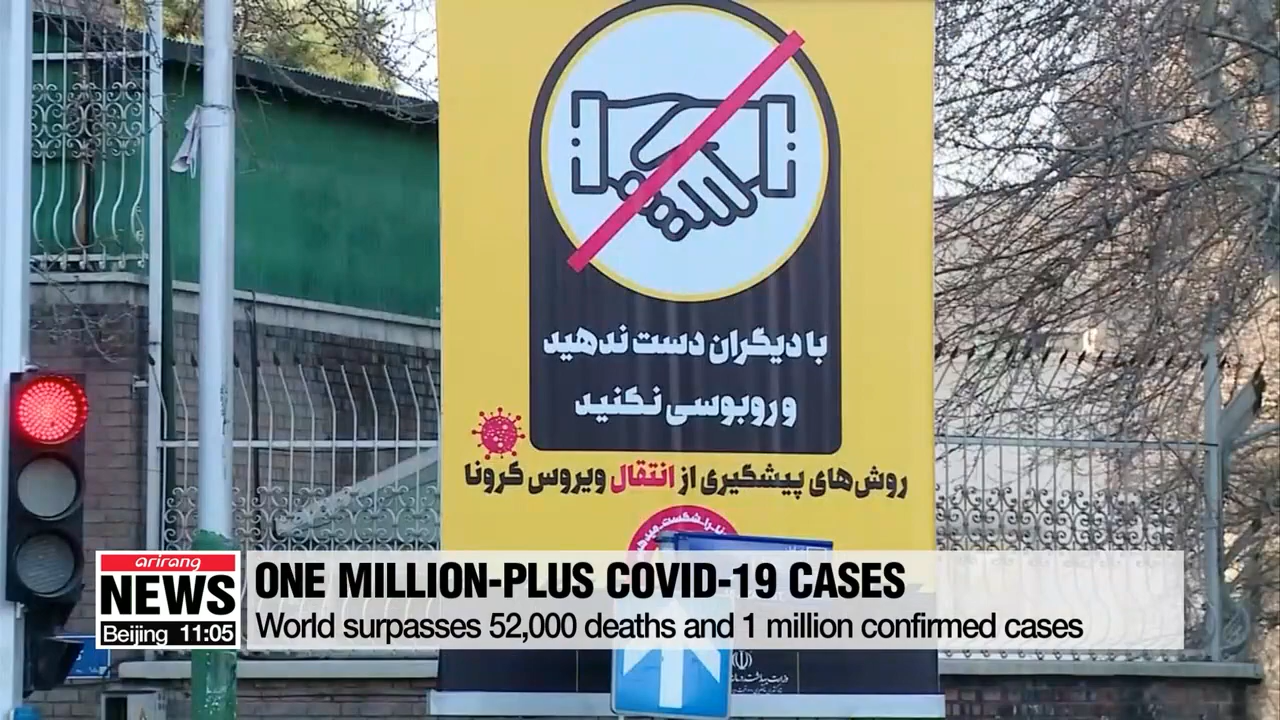 با دیگران دست ندهید
و روبوسی نکنید
روش‌های پیشگیری از انتقال ویروس کرونا
arirang
NEWS
Beijing 11:05
ONE MILLION-PLUS COVID-19 CASES
World surpasses 52,000 deaths and 1 million confirmed cases